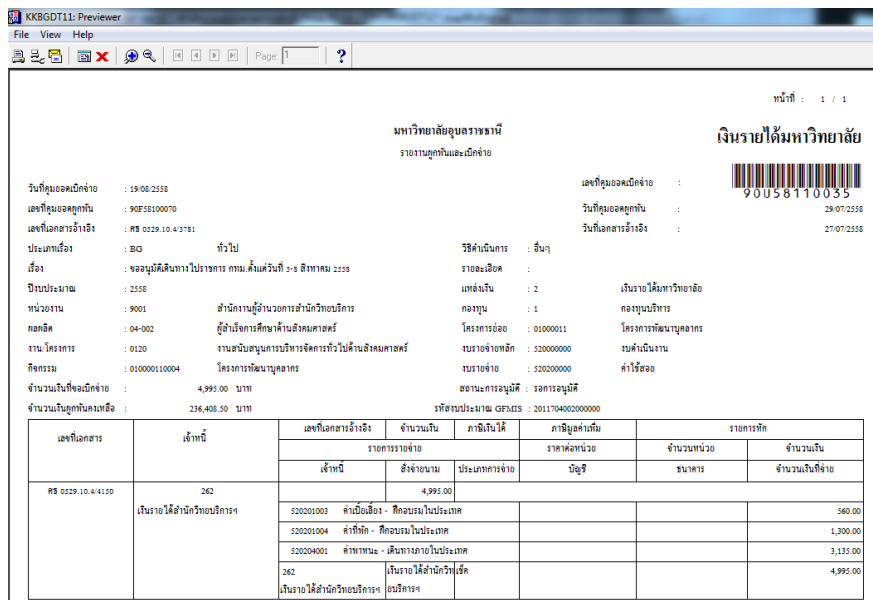 KKBGDT11: Previewer
File View Help
Page: 1
หน้าที่ : 1 / 1
มหาวิทยาลัยอุบลราชธานี
เงินรายได้มหาวิทยาลัย
รายงานผูกพันและเบิกจ่าย
เลขที่คุมยอดเบิกจ่าย :
90U58110035
วันที่คุมยอดเบิกจ่าย : 19/08/2558
เลขที่คุมยอดผูกพัน : 90F58100070 วันที่คุมยอดผูกพัน : 29/07/2558
เลขที่เอกสารอ้างอิง : ศธ 0529.10.4/3781 วันที่เอกสารอ้างอิง : 27/07/2558
ประเภทเรื่อง : BG ทั่วไป วิธีดำเนินการ : อื่นๆ
เรื่อง : ขออนุมัติเดินทางไปราชการ กทม.ตั้งแต่วันที่ 5-8 สิงหาคม 2558 รายละเอียด :
ปีงบประมาณ : 2558 แหล่งเงิน : 2 เงินรายได้มหาวิทยาลัย
หน่วยงาน : 9001 สำนักงานผู้อำนวยการสำนักวิทยบริการ กองทุน : 1 กองทุนบริหาร
ผลผลิต : 04-002 ผู้สำเร็จการศึกษาด้านสังคมศาสตร์ โครงการย่อย : 01000011 โครงการพัฒนาบุคลากร
งาน/โครงการ : 0120 งานสนับสนุนการบริหารจัดการทั่วไปด้านสังคมศาสตร์ งบรายจ่ายหลัก : 520000000 งบดำเนินงาน
กิจกรรม : 010000110004 โครงการพัฒนาบุคลากร งบรายจ่าย : 520200000 ค่าใช้สอย
จำนวนเงินที่ขอเบิกจ่าย : 4,995.00 บาท สถานะการอนุมัติ : รอการอนุมัติ
จำนวนเงินผูกพันคงเหลือ : 236,408.50 บาท รหัสงบประมาณ GFMIS : 2011704002000000
เลขที่เอกสาร เจ้าหนี้ เลขที่เอกสารอ้างอิง จำนวนเงิน ภาษีเงินได้ ภาษีมูลค่าเพิ่ม รายการหัก
รายการรายจ่าย ราคาต่อหน่วย จำนวนหน่วย จำนวนเงิน
เจ้าหนี้ สั่งจ่ายนาม ประเภทการจ่าย บัญชี ธนาคาร จำนวนเงินที่จ่าย
ศธ 0529.10.4/4150 262 4,995.00
เงินรายได้สำนักวิทยบริการฯ 520201003 ค่าเบี้ยเลี้ยง - ฝึกอบรมในประเทศ 560.00
520201004 ค่าที่พัก - ฝึกอบรมในประเทศ 1,300.00
520204001 ค่าพาหนะ - เดินทางภายในประเทศ 3,135.00
262 เงินรายได้สำนักวิท เช็ค 4,995.00
เงินรายได้สำนักวิทยบริการฯ ยบริการฯ